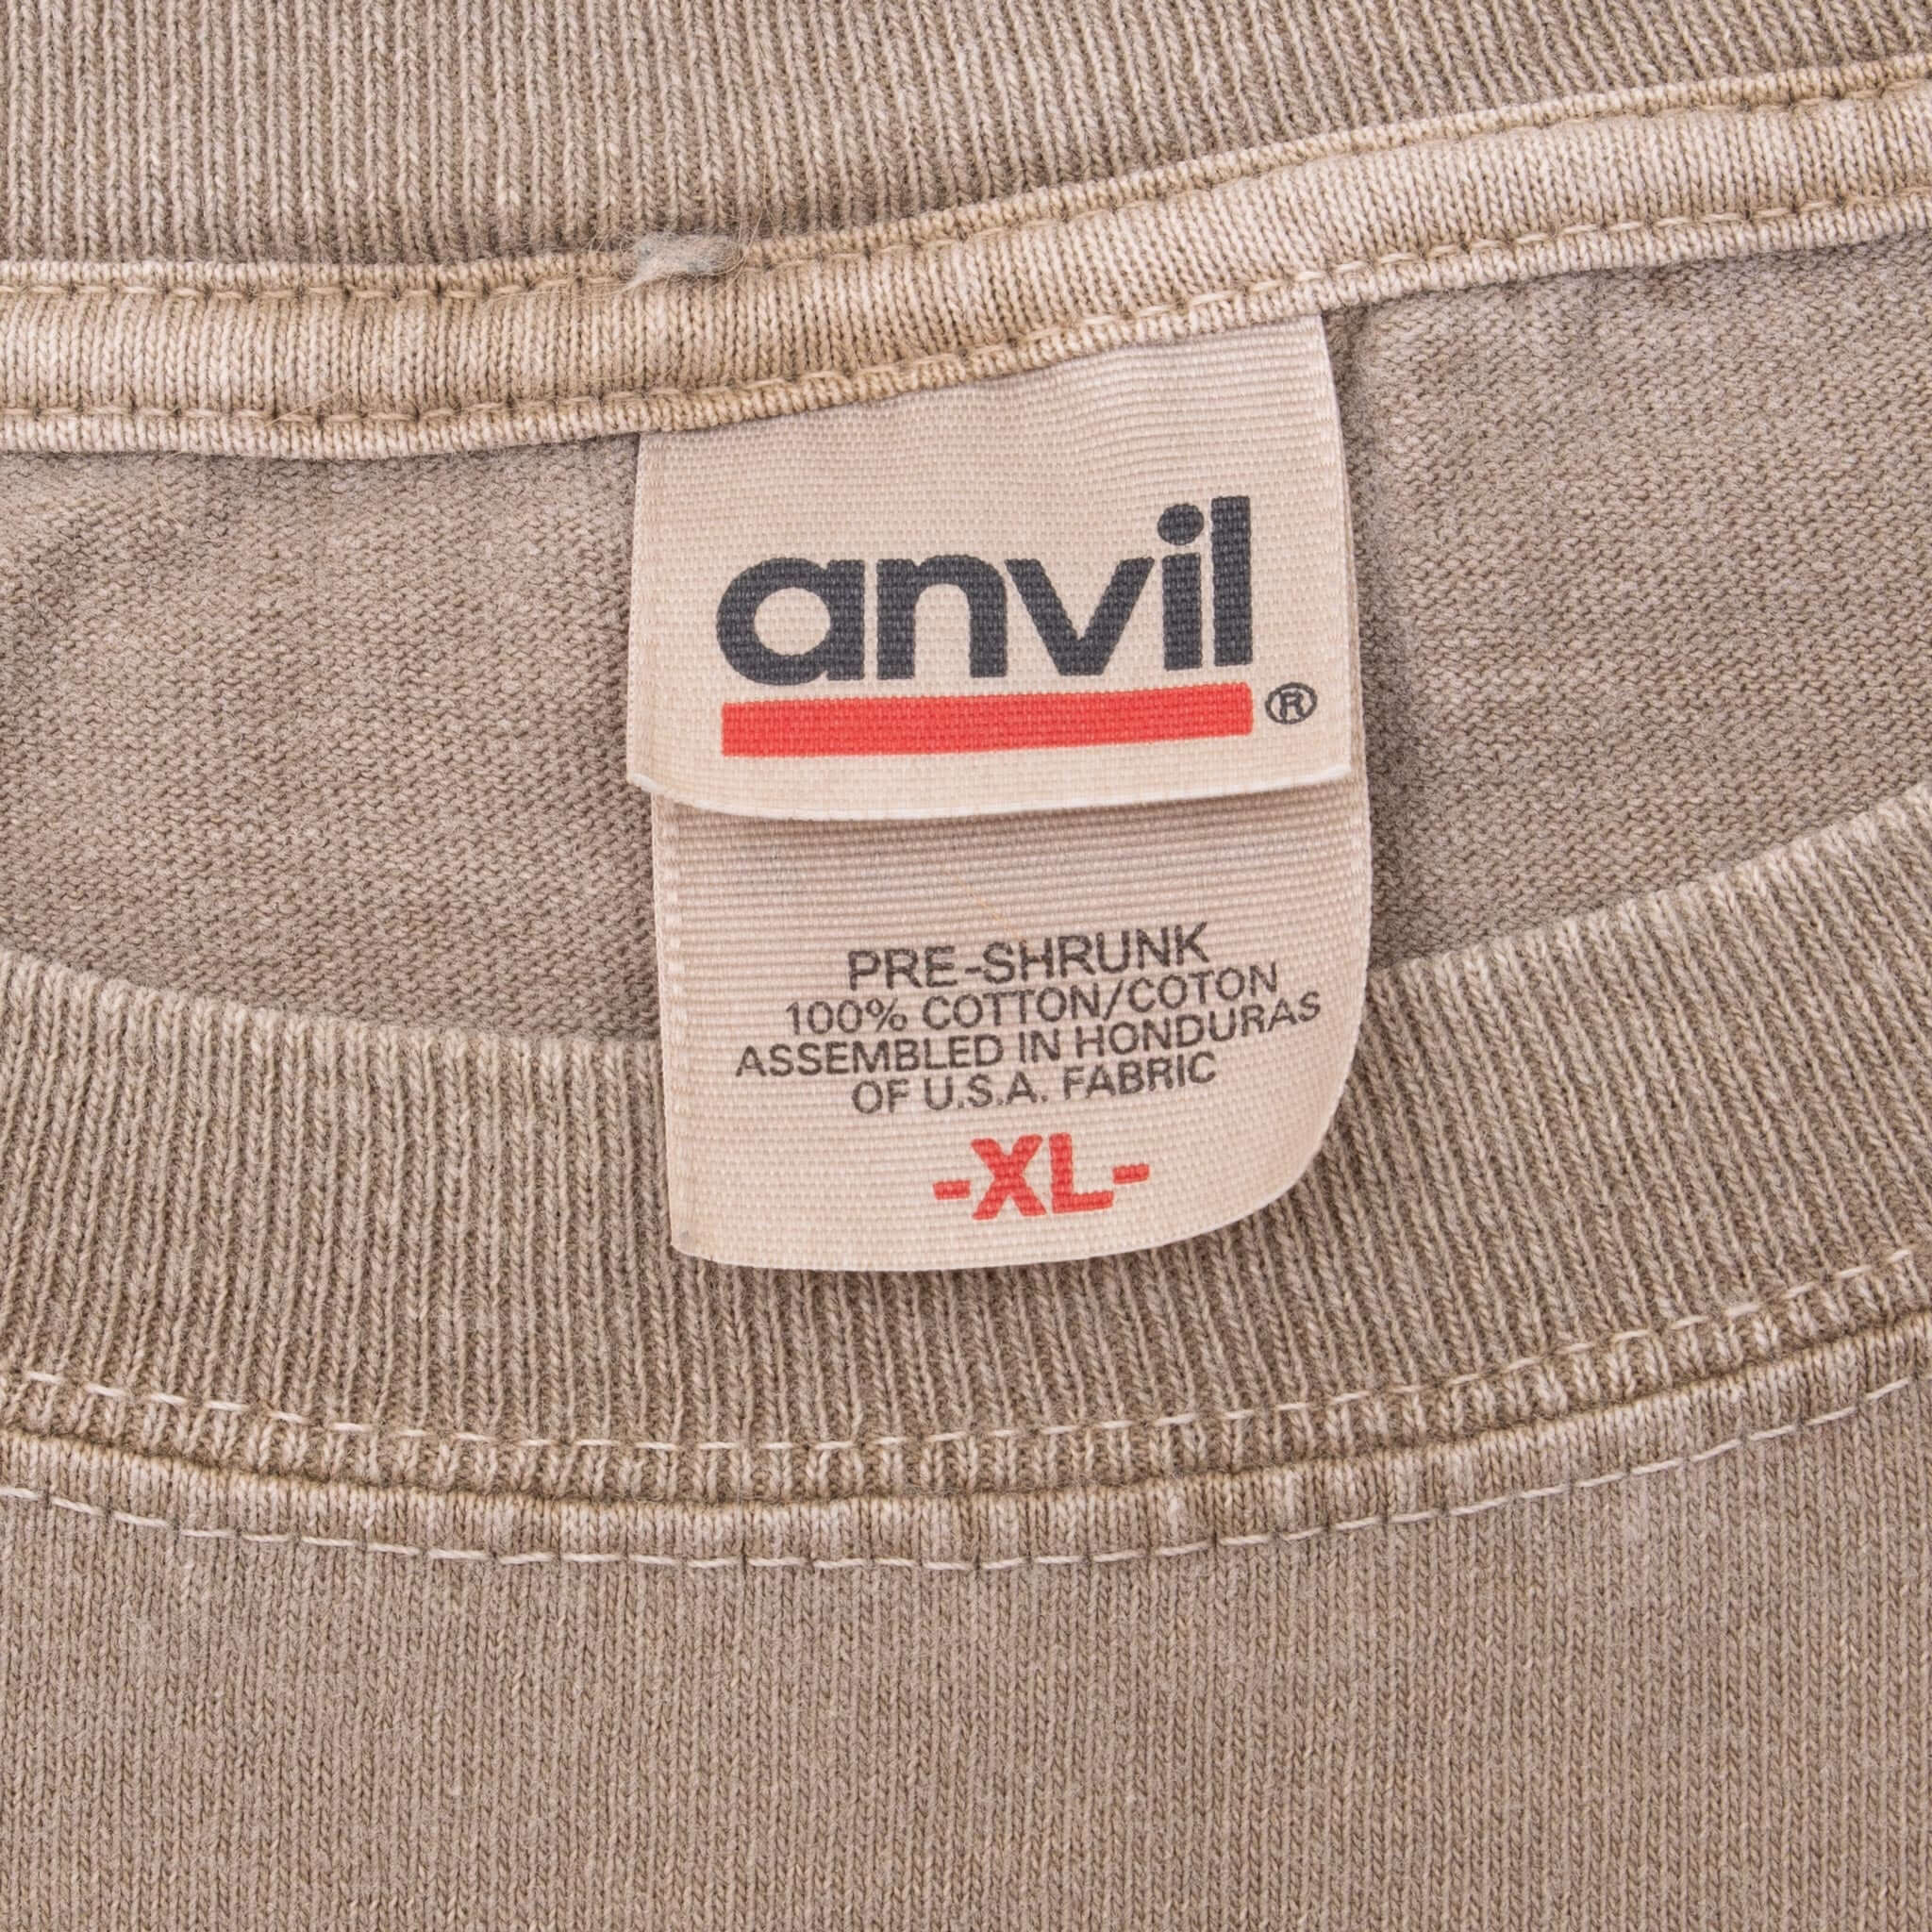 anvil
®
PRE-SHRUNK
100% COTTON/COTON
ASSEMBLED IN HONDURAS
OF U.S.A. FABRIC
-XL-